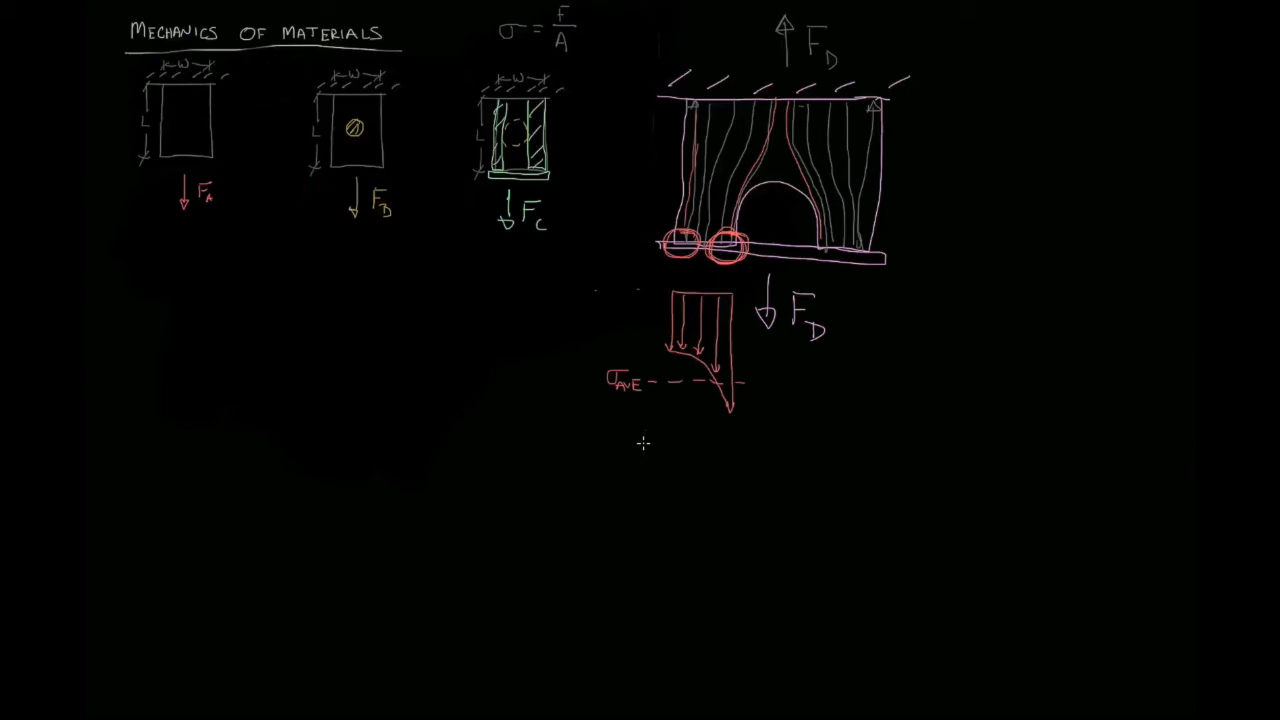 MECHANICS OF MATERIALS
σ = F/A
F_D
W
W
W
L
L
L
F_A
F_B
F_C
F_D
σ_AVE